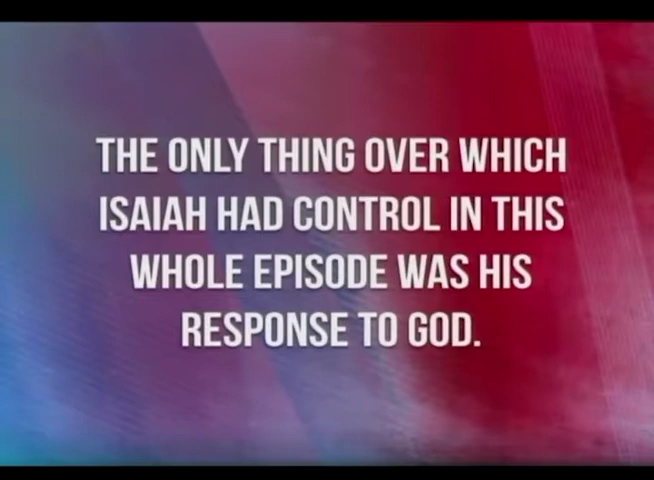 THE ONLY THING OVER WHICH
ISAIAH HAD CONTROL IN THIS
WHOLE EPISODE WAS HIS
RESPONSE TO GOD.